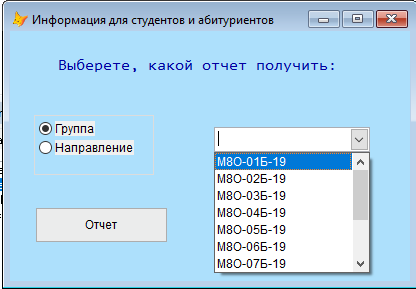 Информация для студентов и абитуриентов
Выберете, какой отчет получить:
Группа
Направление
Отчет
М8О-01Б-19
М8О-02Б-19
М8О-03Б-19
М8О-04Б-19
М8О-05Б-19
М8О-06Б-19
М8О-07Б-19